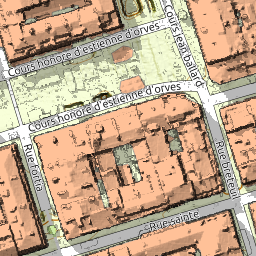 Cours honoré d'estienne d'orves
Cours jean ballard
Cours honoré d'estienne d'orves
Rue fortia
Rue breteuil
Rue sainte